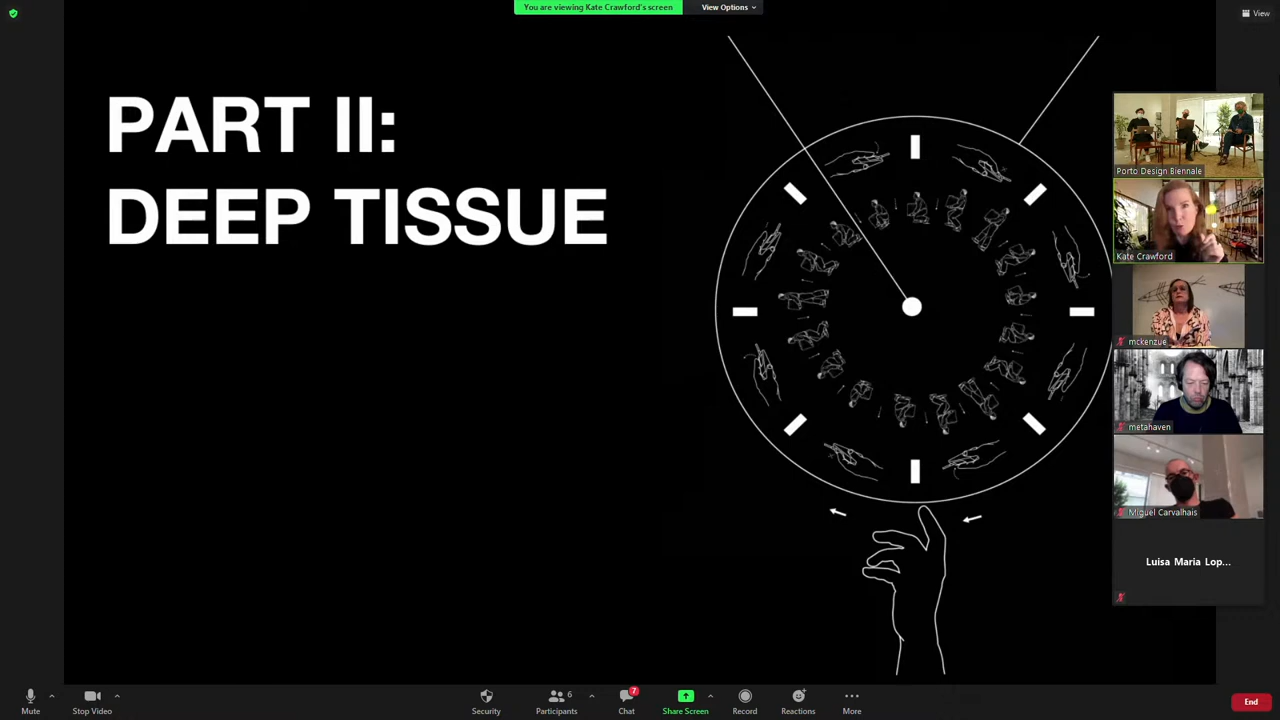 You are viewing Kate Crawford's screen
View Options
View
PART II:
DEEP TISSUE
Porto Design Biennale
Kate Crawford
mckenzue
metahaven
Miguel Carvalhais
Luisa Maria Lop...
Mute
Stop Video
Security
6
Participants
7
Chat
Share Screen
Record
Reactions
More
End